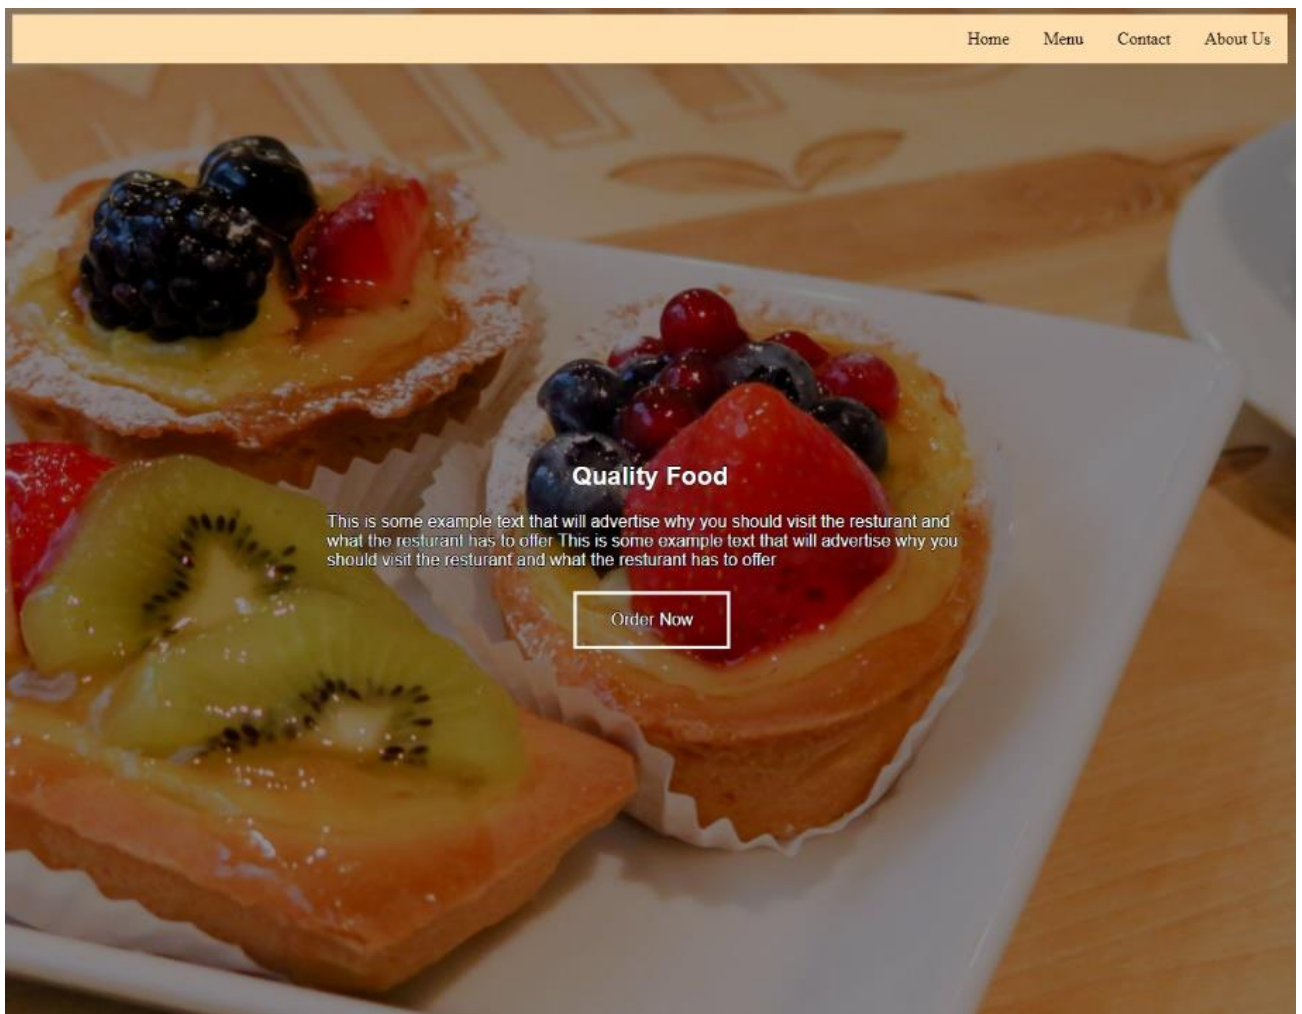 Home Menu Contact About Us
Quality Food
This is some example text that will advertise why you should visit the resturant and
what the resturant has to offer This is some example text that will advertise why you
should visit the resturant and what the resturant has to offer
Order Now